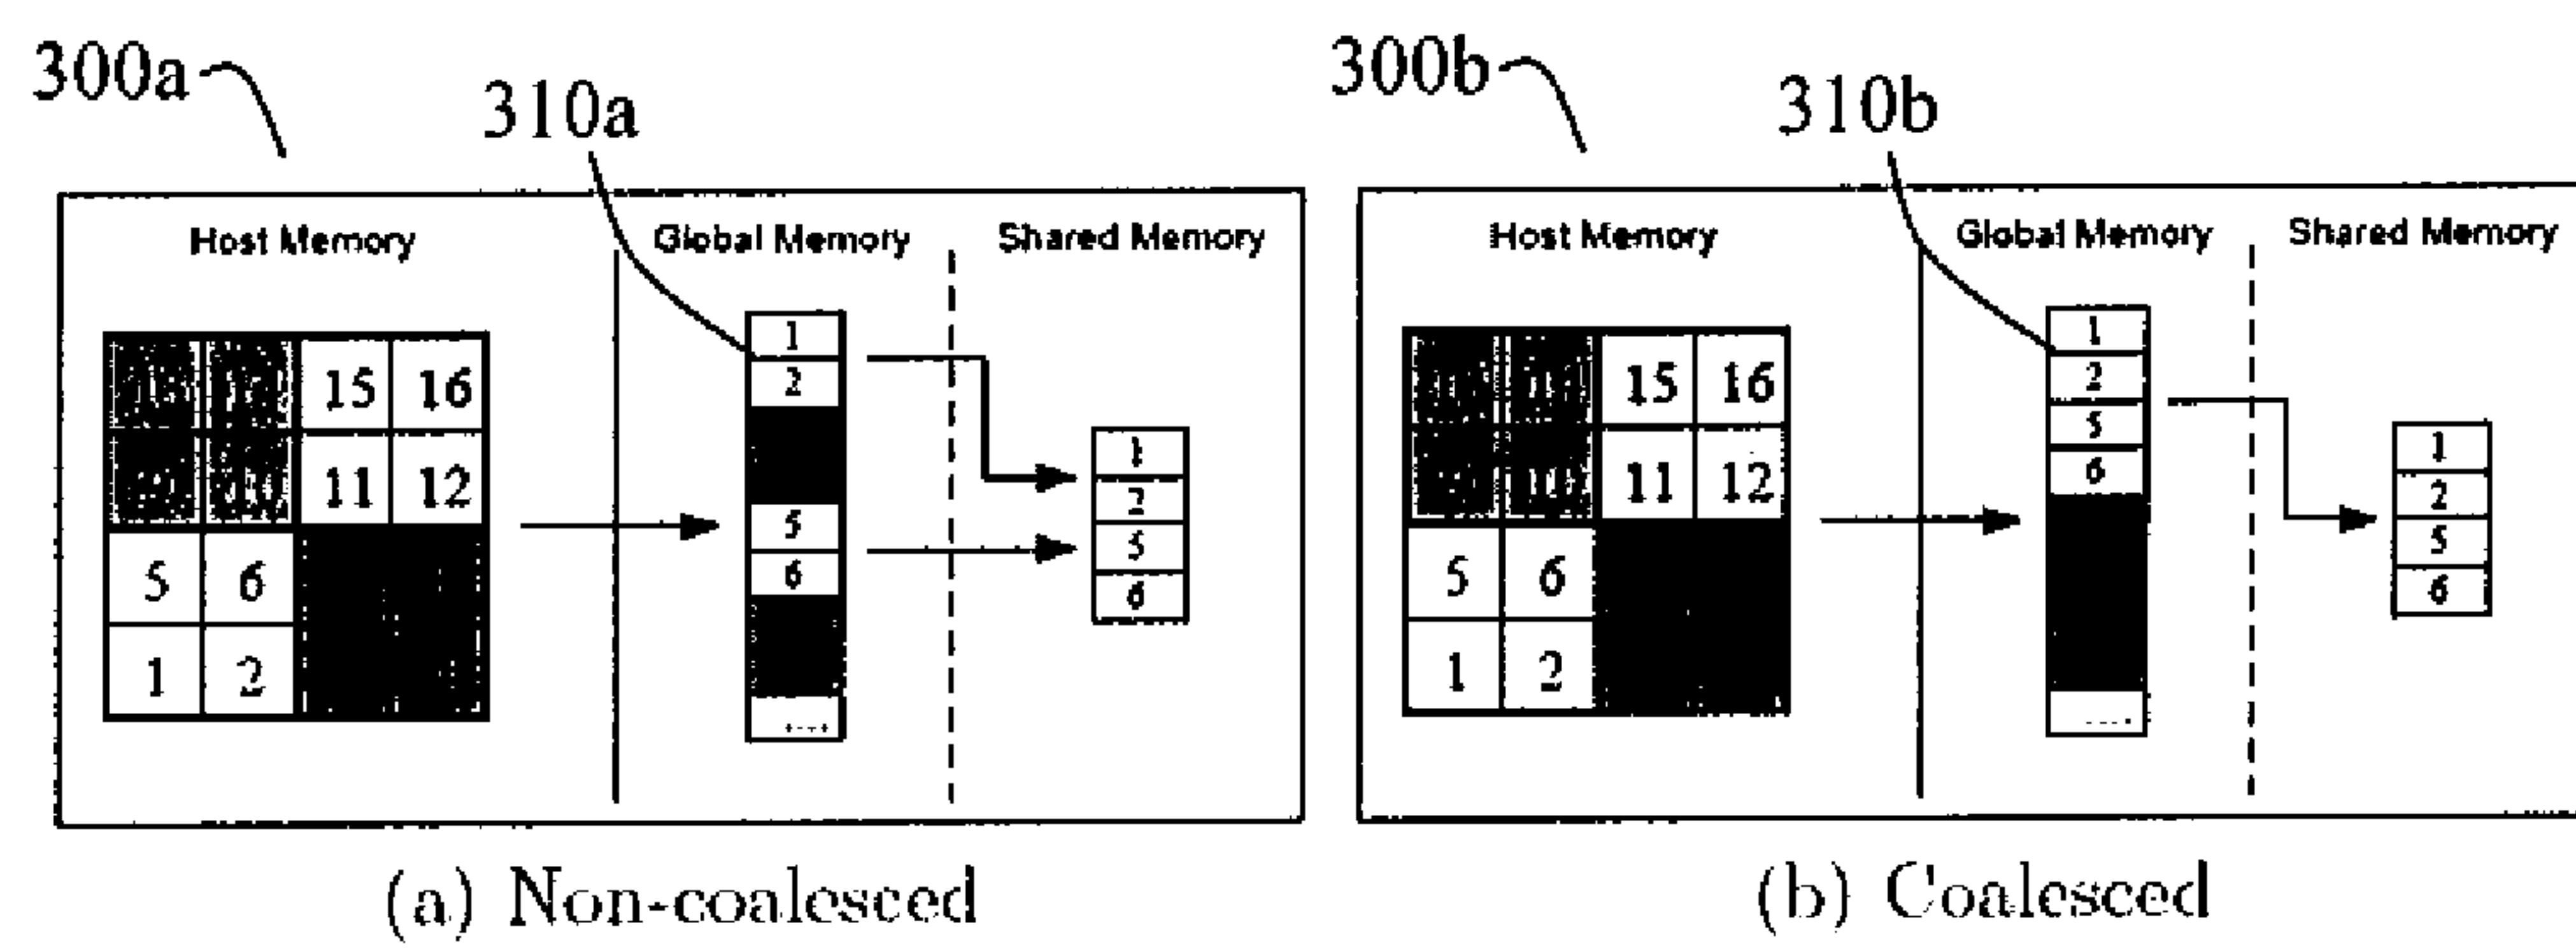 300a
310a
300b
310b
Host Memory
Global Memory
Shared Memory
15 16
11 12
5 6
1 2
1
2
5
6
....
1
2
5
6
(a) Non-coalesced
Host Memory
Global Memory
Shared Memory
15 16
11 12
5 6
1 2
1
2
5
6
....
1
2
5
6
(b) Coalesced